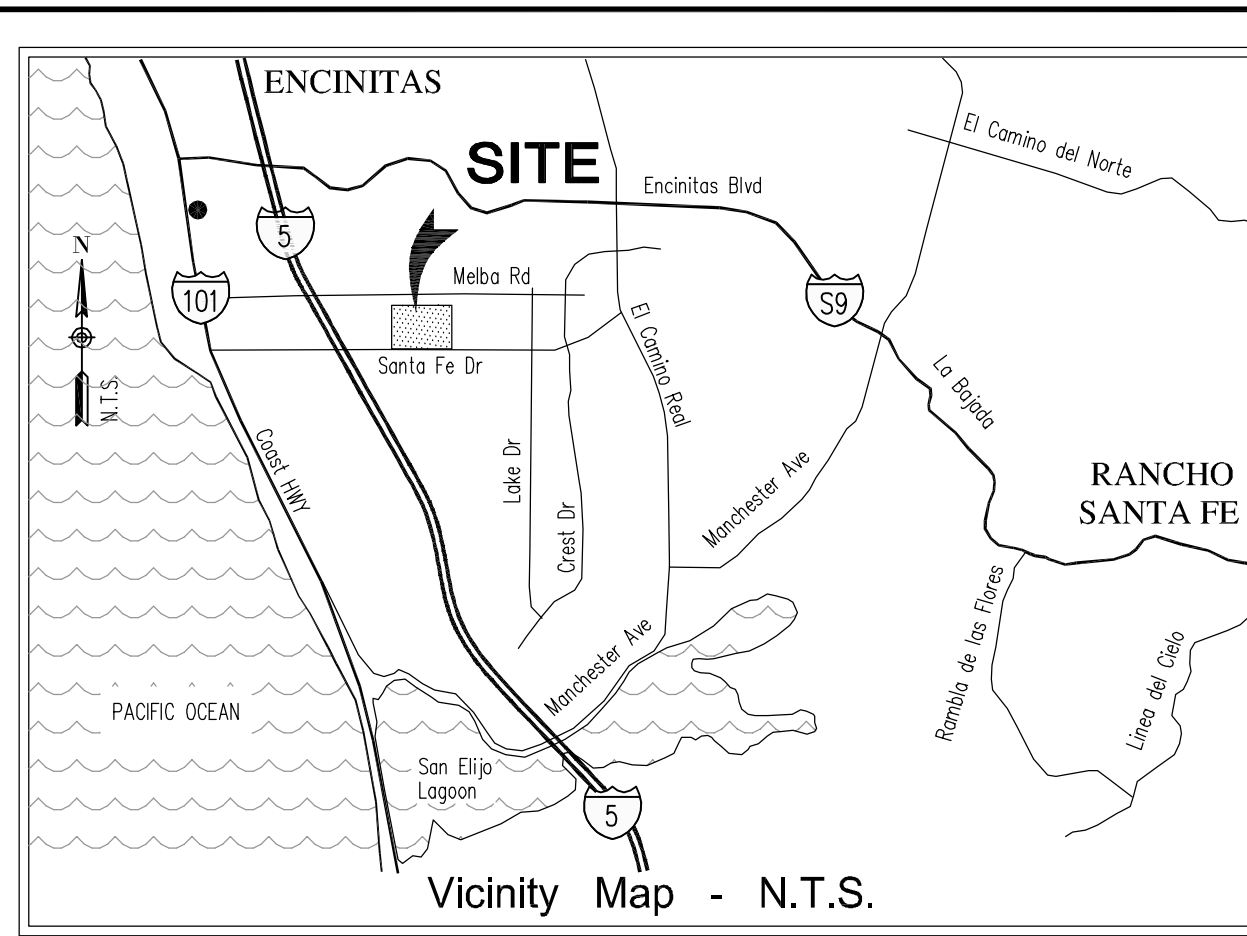 ENCINITAS
SITE
El Camino del Norte
Encinitas Blvd
5
N
Melba Rd
101
S9
El Camino Real
Santa Fe Dr
N.T.S.
La Bajada
Coast HWY
Lake Dr
Crest Dr
Manchester Ave
RANCHO
SANTA FE
Rambla de las Flores
Manchester Ave
Linea del Cielo
PACIFIC OCEAN
San Elijo
Lagoon
5
Vicinity Map - N.T.S.